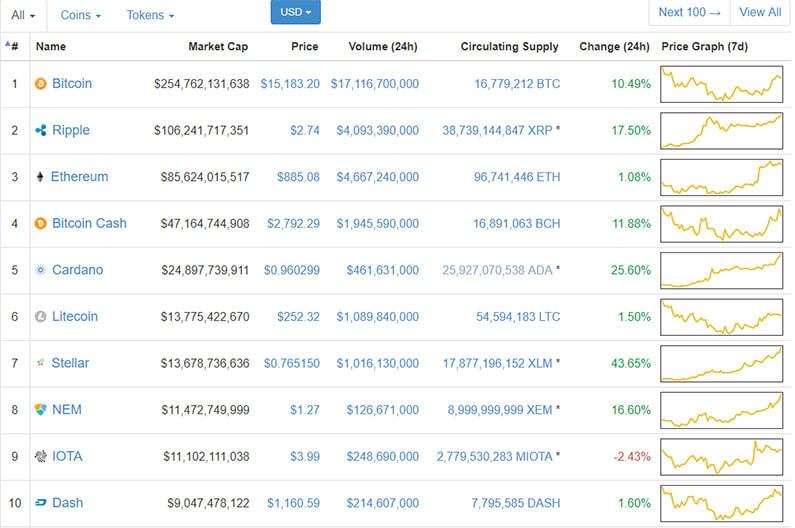 All Coins Tokens USD Next 100 → View All
# Name Market Cap Price Volume (24h) Circulating Supply Change (24h) Price Graph (7d)
1 Bitcoin $254,762,131,638 $15,183.20 $17,116,700,000 16,779,212 BTC 10.49%
2 Ripple $106,241,717,351 $2.74 $4,093,390,000 38,739,144,847 XRP * 17.50%
3 Ethereum $85,624,015,517 $885.08 $4,667,240,000 96,741,446 ETH 1.08%
4 Bitcoin Cash $47,164,744,908 $2,792.29 $1,945,590,000 16,891,063 BCH 11.88%
5 Cardano $24,897,739,911 $0.960299 $461,631,000 25,927,070,538 ADA * 25.60%
6 Litecoin $13,775,422,670 $252.32 $1,089,840,000 54,594,183 LTC 1.50%
7 Stellar $13,678,736,636 $0.765150 $1,016,130,000 17,877,196,152 XLM * 43.65%
8 NEM $11,472,749,999 $1.27 $126,671,000 8,999,999,999 XEM * 16.60%
9 IOTA $11,102,111,038 $3.99 $248,690,000 2,779,530,283 MIOTA * -2.43%
10 Dash $9,047,478,122 $1,160.59 $214,607,000 7,795,585 DASH 1.60%